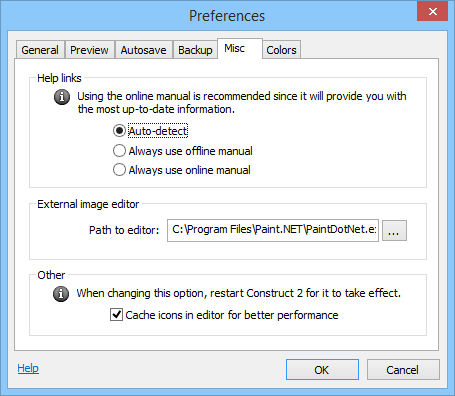 Preferences
General
Preview
Autosave
Backup
Misc
Colors
Help links
Using the online manual is recommended since it will provide you with
the most up-to-date information.
Auto-detect
Always use offline manual
Always use online manual
External image editor
Path to editor: C:\Program Files\Paint.NET\PaintDotNet.e ...
Other
When changing this option, restart Construct 2 for it to take effect.
Cache icons in editor for better performance
Help
OK
Cancel